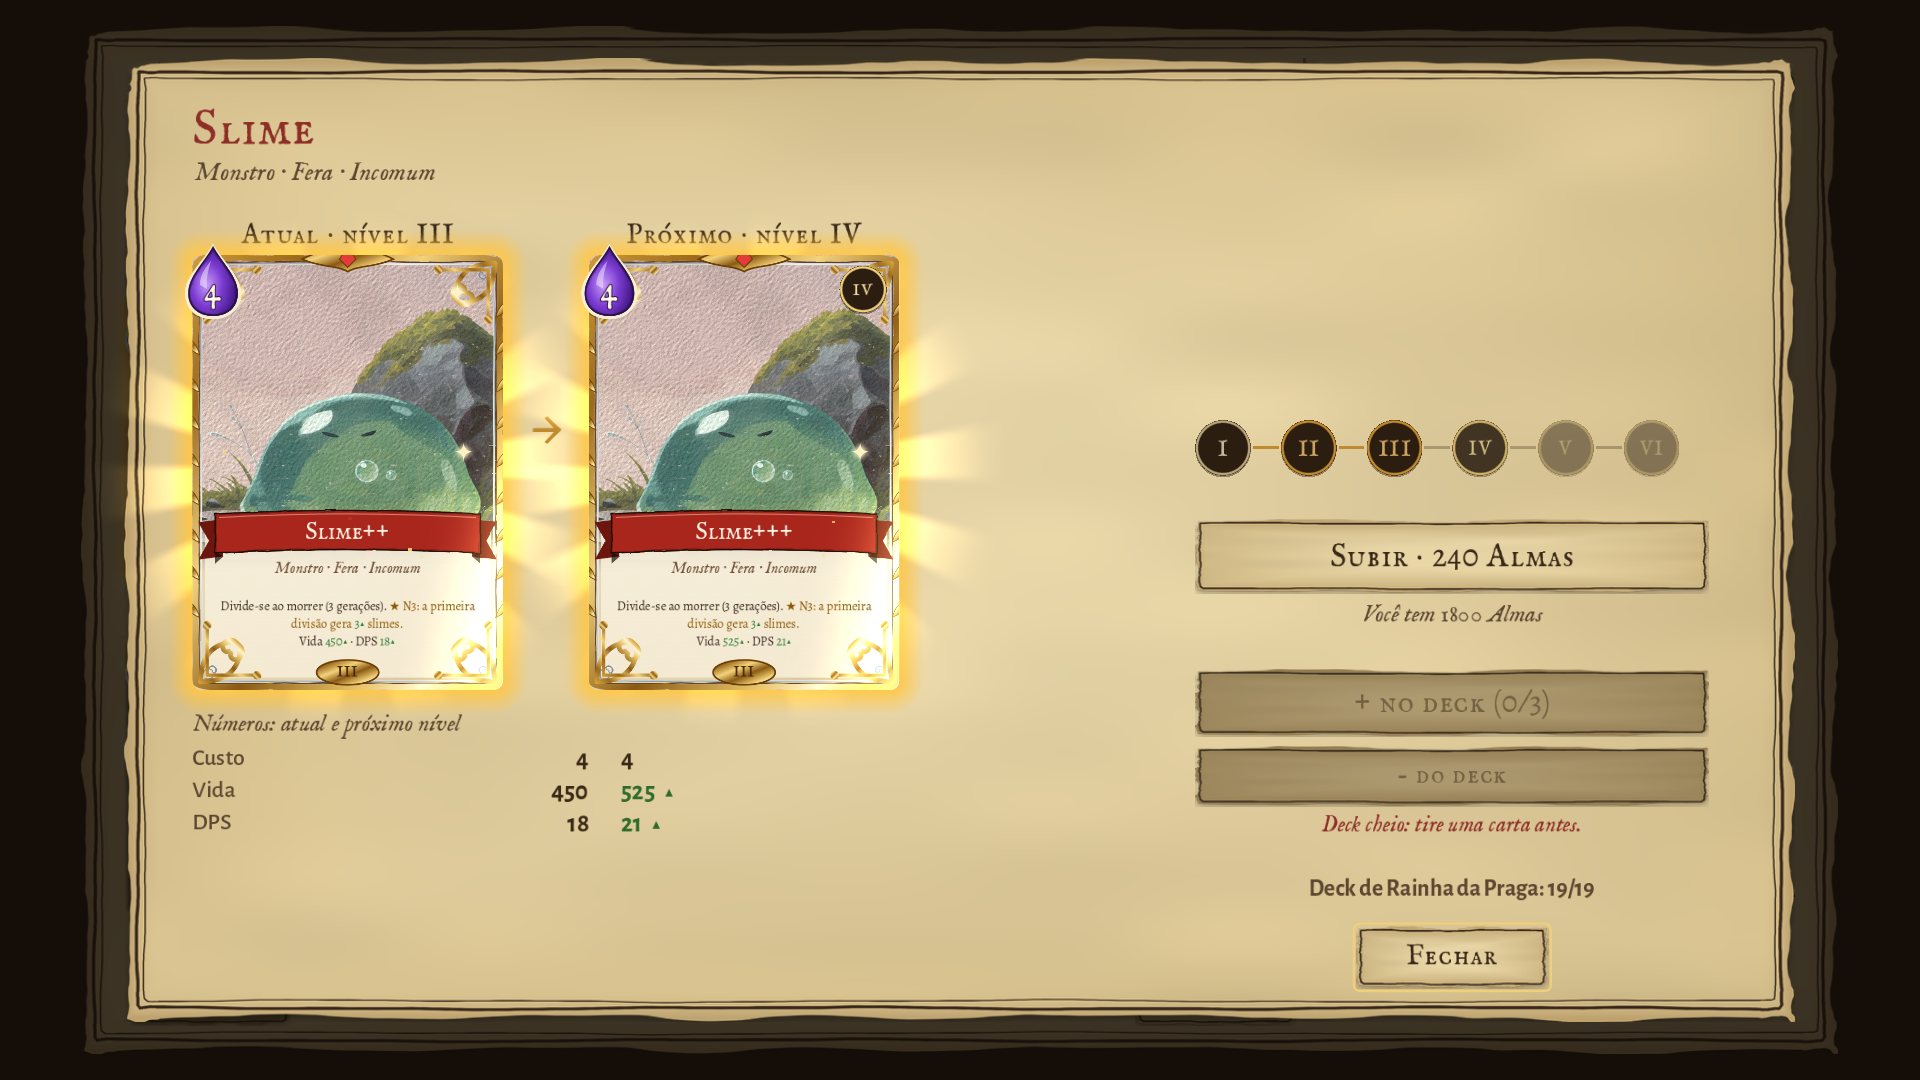 Slime
Monstro · Fera · Incomum
Atual · nível III
4
Slime++
Monstro · Fera · Incomum
Divide-se ao morrer (3 gerações). ★ N3: a primeira
divisão gera 3▲ slimes.
Vida 450▲ · DPS 18▲
III
→
Próximo · nível IV
4
IV
Slime+++
Monstro · Fera · Incomum
Divide-se ao morrer (3 gerações). ★ N3: a primeira
divisão gera 3▲ slimes.
Vida 525▲ · DPS 21▲
III
Números: atual e próximo nível
Custo 4 4
Vida 450 525 ▲
DPS 18 21 ▲
I II III IV V VI
Subir · 240 Almas
Você tem 1800 Almas
+ no deck (0/3)
- do deck
Deck cheio: tire uma carta antes.
Deck de Rainha da Praga: 19/19
Fechar